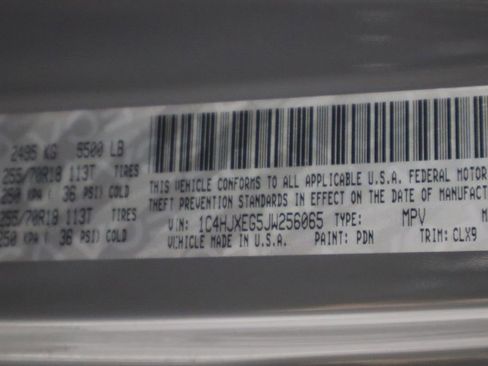 2495 KG 5500 LB
255/70R18 113T TIRES
250 KPA ( 36 PSI) COLD
255/70R18 113T TIRES
250 KPA ( 36 PSI) COLD
THIS VEHICLE CONFORMS TO ALL APPLICABLE U.S.A. FEDERAL MOTOR
THEFT PREVENTION STANDARDS IN EFFECT ON THE DATE OF MANUFACT
VIN: 1C4HJXEG5JW256065 TYPE: MPV
VEHICLE MADE IN U.S.A. PAINT: PDN TRIM: CLX9